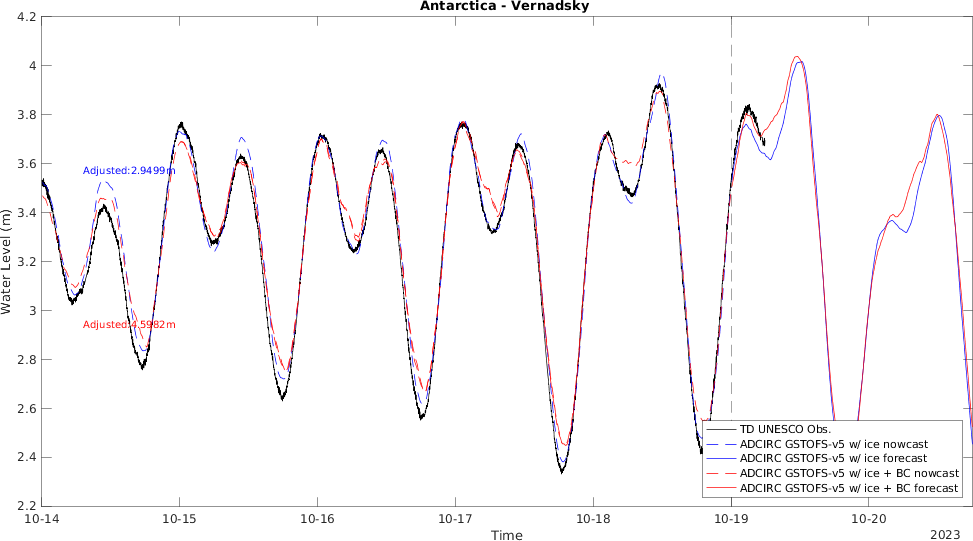 Antarctica - Vernadsky
4.2
4
3.8
3.6
3.4
3.2
3
2.8
2.6
2.4
2.2
Water Level (m)
Adjusted:2.9499m
Adjusted:4.5982m
TD UNESCO Obs.
ADCIRC GSTOFS-v5 w/ ice nowcast
ADCIRC GSTOFS-v5 w/ ice forecast
ADCIRC GSTOFS-v5 w/ ice + BC nowcast
ADCIRC GSTOFS-v5 w/ ice + BC forecast
10-14 10-15 10-16 10-17 10-18 10-19 10-20
Time
2023